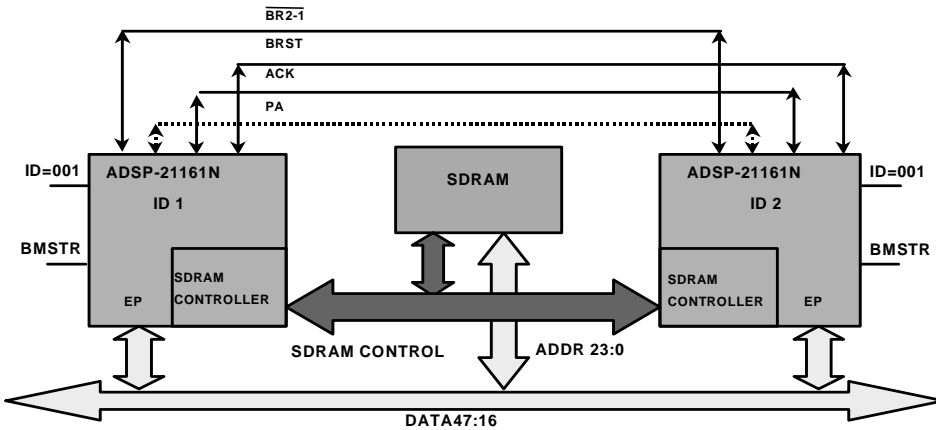 BR2-1
BRST
ACK
PA
ID=001
ADSP-21161N
SDRAM
ADSP-21161N
ID=001
ID 1
ID 2
BMSTR
BMSTR
SDRAM
CONTROLLER
SDRAM
CONTROLLER
EP
EP
SDRAM CONTROL
ADDR 23:0
DATA47:16